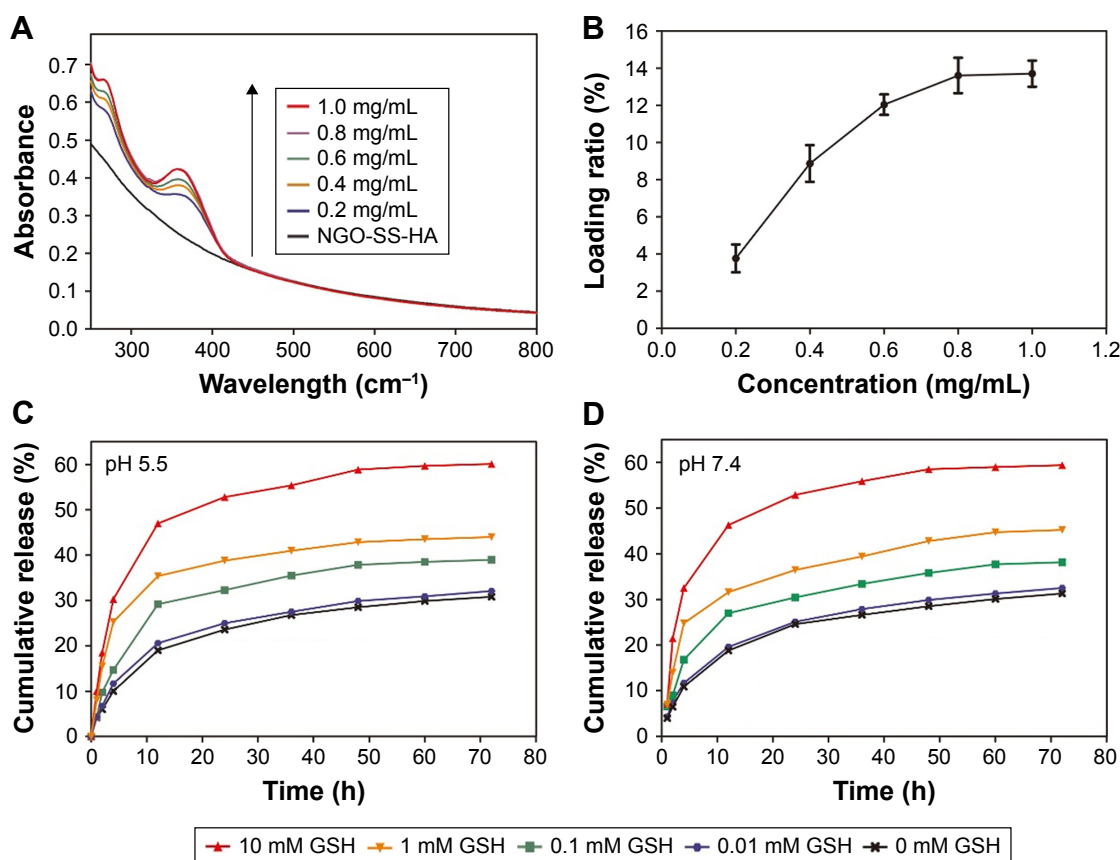 A
Absorbance
0.7
0.6
0.5
0.4
0.3
0.2
0.1
0.0
1.0 mg/mL
0.8 mg/mL
0.6 mg/mL
0.4 mg/mL
0.2 mg/mL
NGO-SS-HA
300 400 500 600 700 800
Wavelength (cm⁻¹)
B
Loading ratio (%)
16
14
12
10
8
6
4
2
0
0.0 0.2 0.4 0.6 0.8 1.0 1.2
Concentration (mg/mL)
C
Cumulative release (%)
pH 5.5
60
50
40
30
20
10
0
0 10 20 30 40 50 60 70 80
Time (h)
D
Cumulative release (%)
pH 7.4
60
50
40
30
20
10
0
0 10 20 30 40 50 60 70 80
Time (h)
10 mM GSH 1 mM GSH 0.1 mM GSH 0.01 mM GSH 0 mM GSH